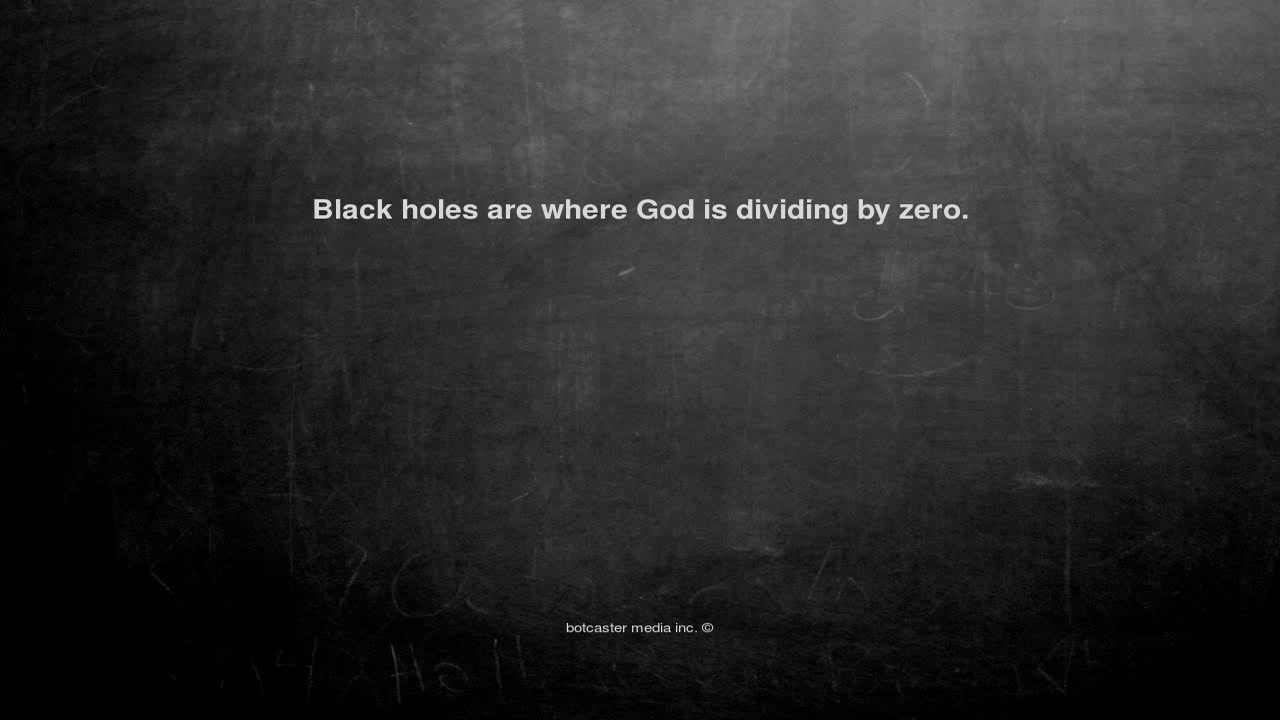 Black holes are where God is dividing by zero.
botcaster media inc. ©